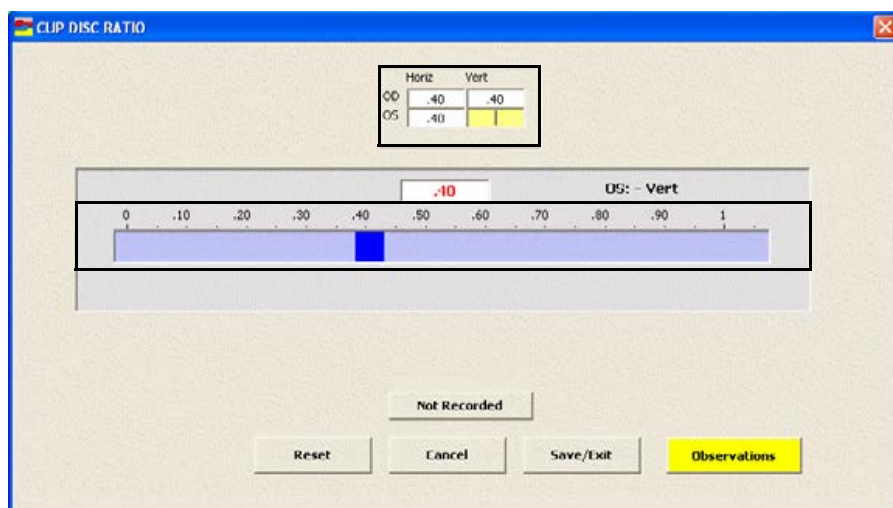 CUP DISC RATIO
Horiz Vert
OD .40 .40
OS .40
.40 OS: - Vert
0 .10 .20 .30 .40 .50 .60 .70 .80 .90 1
Not Recorded
Reset Cancel Save/Exit Observations